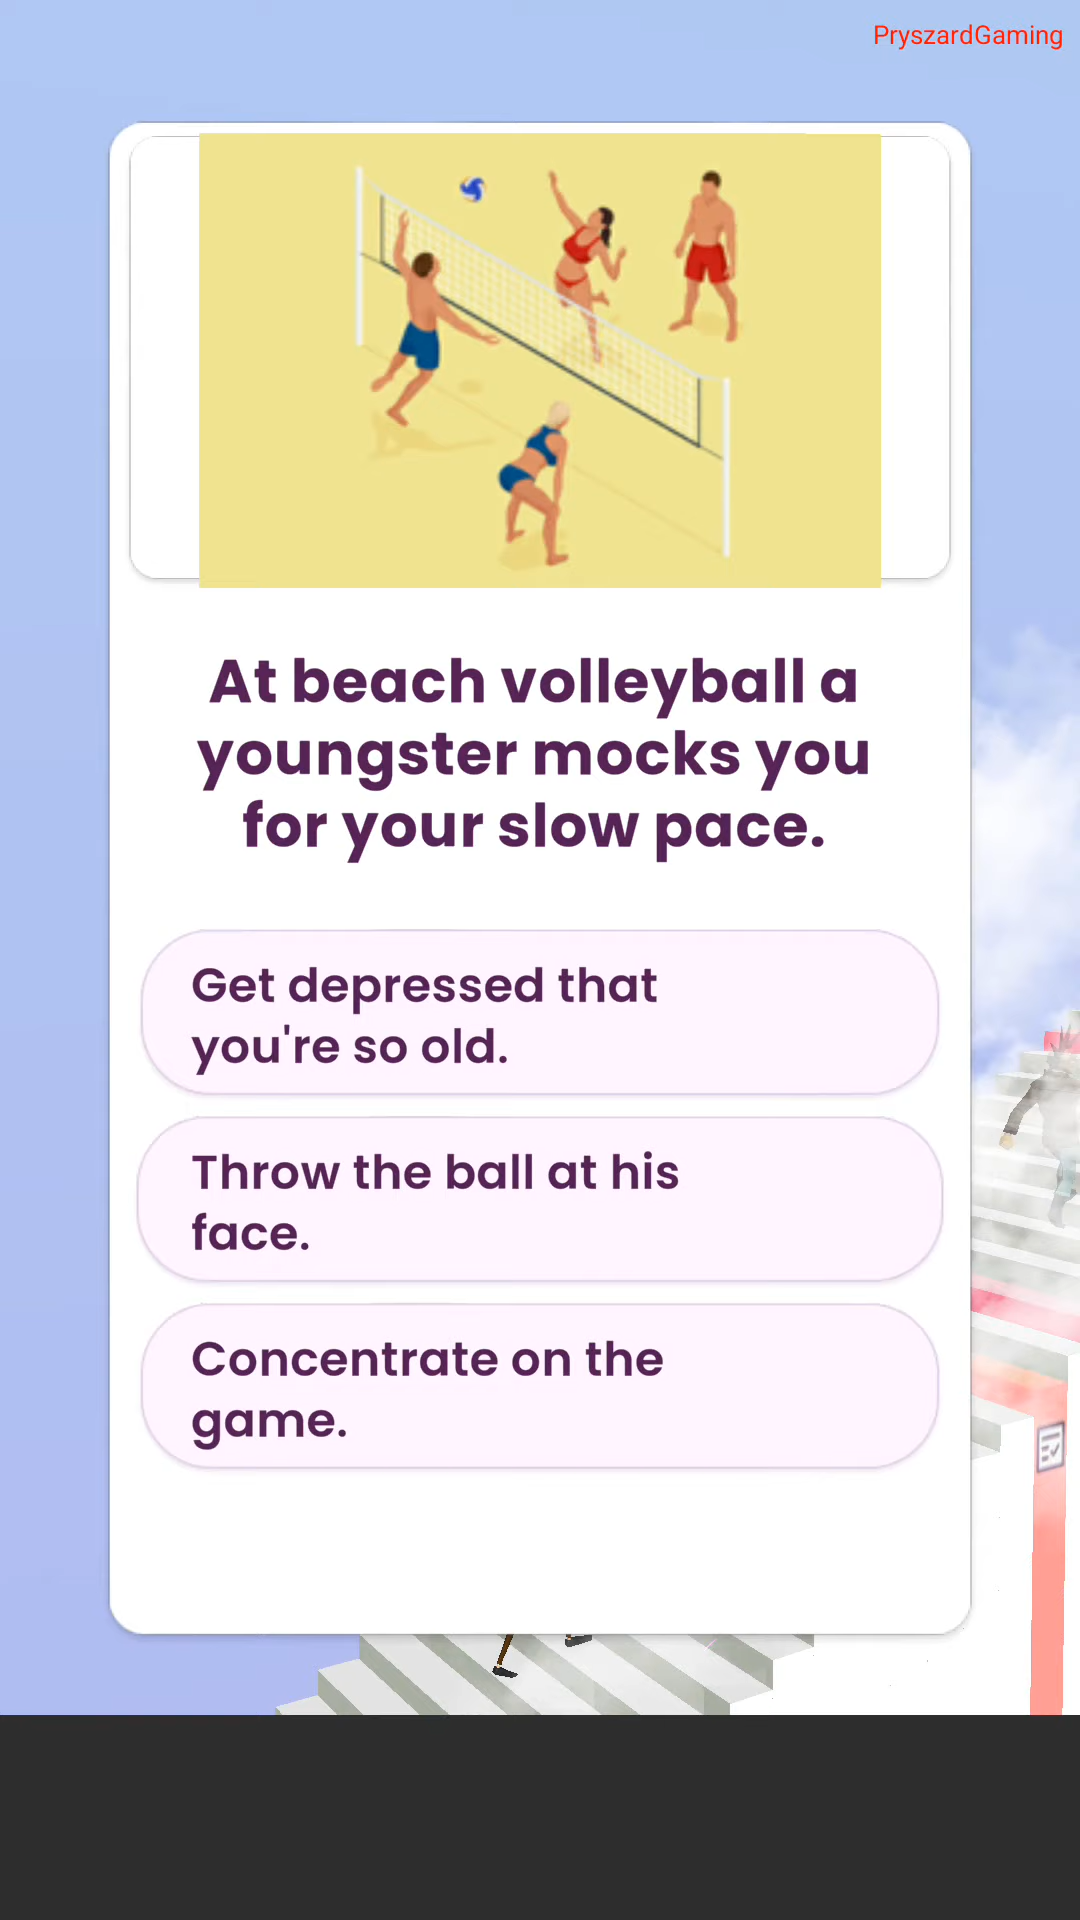 PryszardGaming
At beach volleyball a
youngster mocks you
for your slow pace.
Get depressed that
you're so old.
Throw the ball at his
face.
Concentrate on the
game.